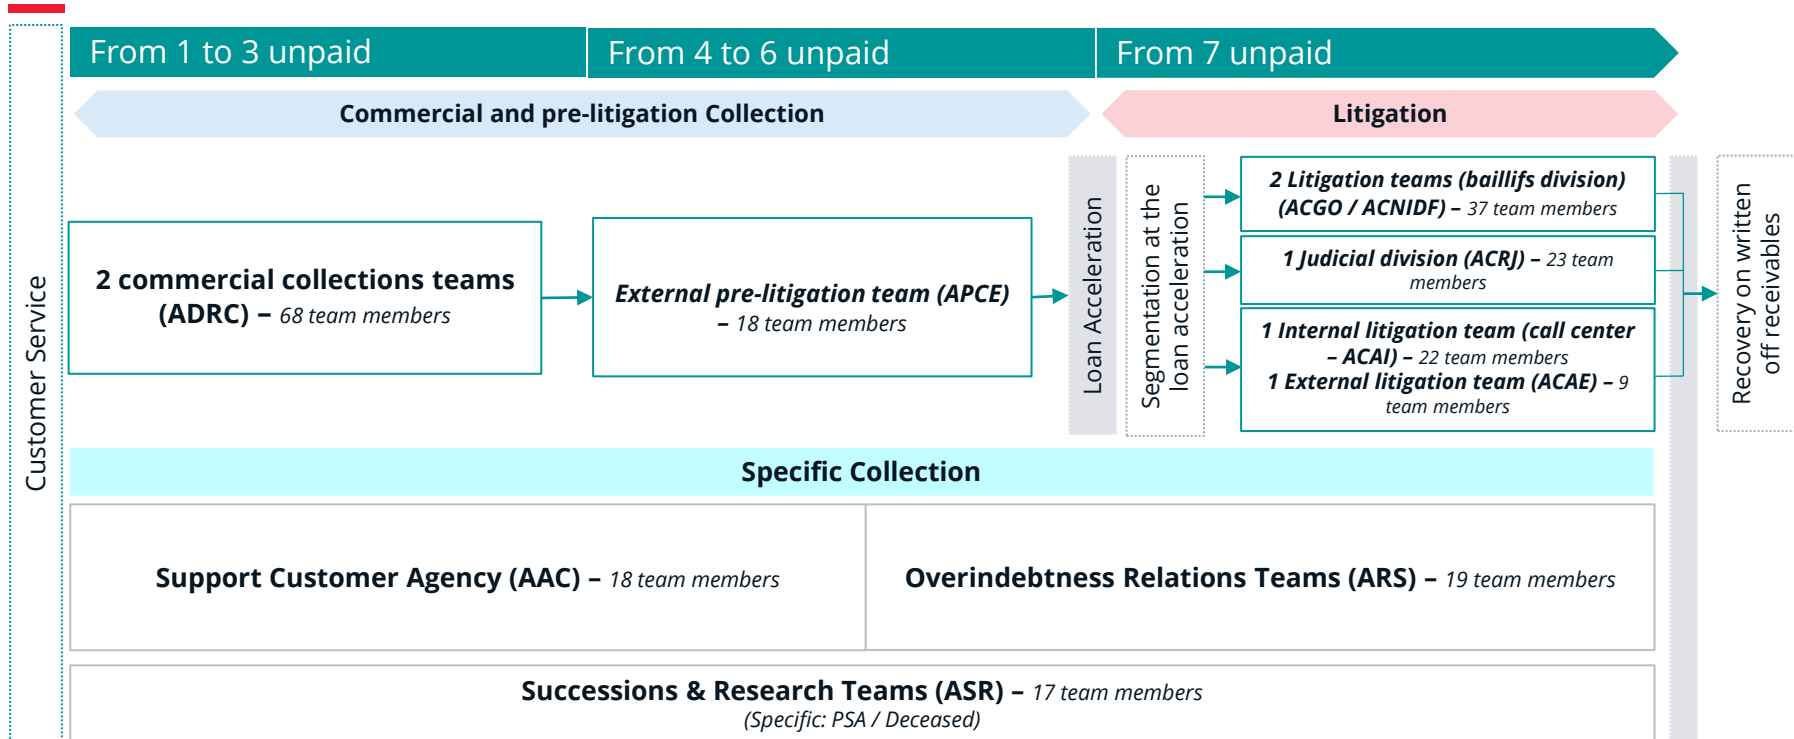 From 1 to 3 unpaid
From 4 to 6 unpaid
From 7 unpaid
Commercial and pre-litigation Collection
Litigation
Customer Service
2 commercial collections teams
(ADRC) – 68 team members
External pre-litigation team (APCE)
– 18 team members
Loan Acceleration
Segmentation at the
loan acceleration
2 Litigation teams (baillifs division)
(ACGO / ACNIDF) – 37 team members
1 Judicial division (ACRJ) – 23 team
members
1 Internal litigation team (call center
– ACAI) – 22 team members
1 External litigation team (ACAE) – 9
team members
Recovery on written
off receivables
Specific Collection
Support Customer Agency (AAC) – 18 team members
Overindebtness Relations Teams (ARS) – 19 team members
Successions & Research Teams (ASR) – 17 team members
(Specific: PSA / Deceased)